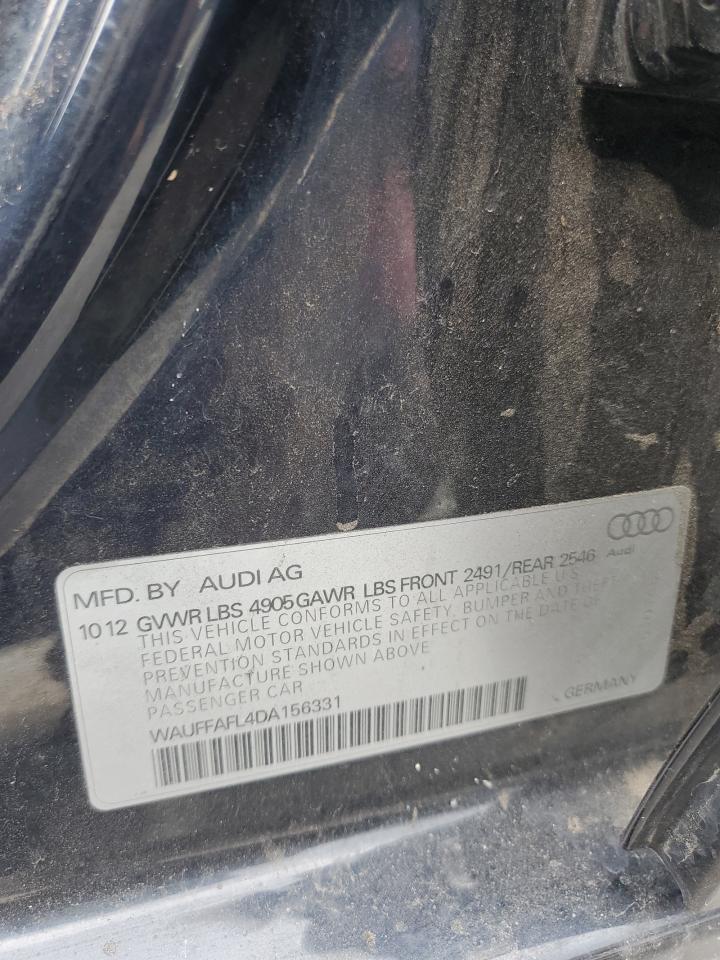 MFD. BY AUDI AG
Audi
10 12 GVWR LBS 4905 GAWR LBS FRONT 2491/REAR 2546
THIS VEHICLE CONFORMS TO ALL APPLICABLE U.S.
FEDERAL MOTOR VEHICLE SAFETY, BUMPER AND THEFT
PREVENTION STANDARDS IN EFFECT ON THE DATE OF
MANUFACTURE SHOWN ABOVE
PASSENGER CAR
WAUFFAFL4DA156331
GERMANY